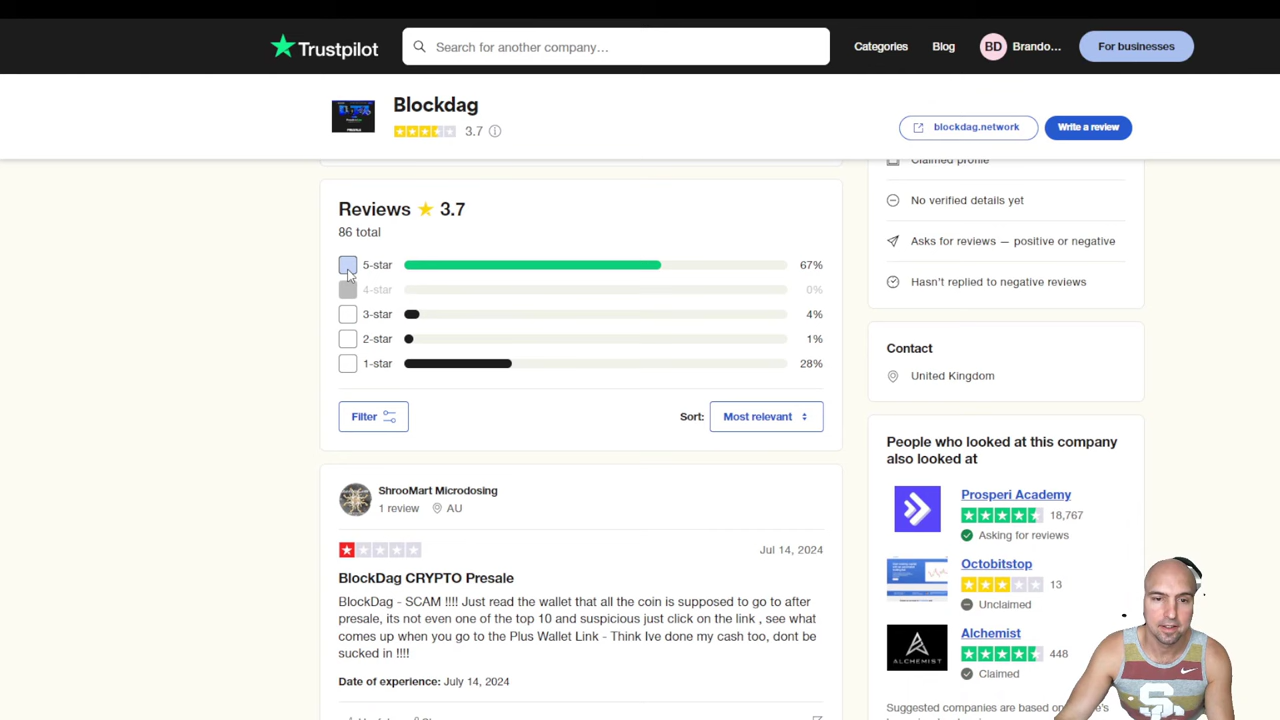 Trustpilot
Search for another company…
Categories
Blog
BD
Brando...
For businesses
Blockdag
3.7
blockdag.network
Write a review
Claimed profile
No verified details yet
Asks for reviews — positive or negative
Hasn't replied to negative reviews
Reviews ★ 3.7
86 total
5-star 67%
4-star 0%
3-star 4%
2-star 1%
1-star 28%
Filter
Sort: Most relevant
Contact
United Kingdom
ShrooMart Microdosing
1 review AU
Jul 14, 2024
BlockDag CRYPTO Presale
BlockDag - SCAM !!!! Just read the wallet that all the coin is supposed to go to after
presale, its not even one of the top 10 and suspicious just click on the link , see what
comes up when you go to the Plus Wallet Link - Think Ive done my cash too, dont be
sucked in !!!!
Date of experience: July 14, 2024
People who looked at this company
also looked at
Prosperi Academy
18,767
Asking for reviews
Octobitstop
13
Unclaimed
ALCHEMIST
Alchemist
448
Claimed
Suggested companies are based on